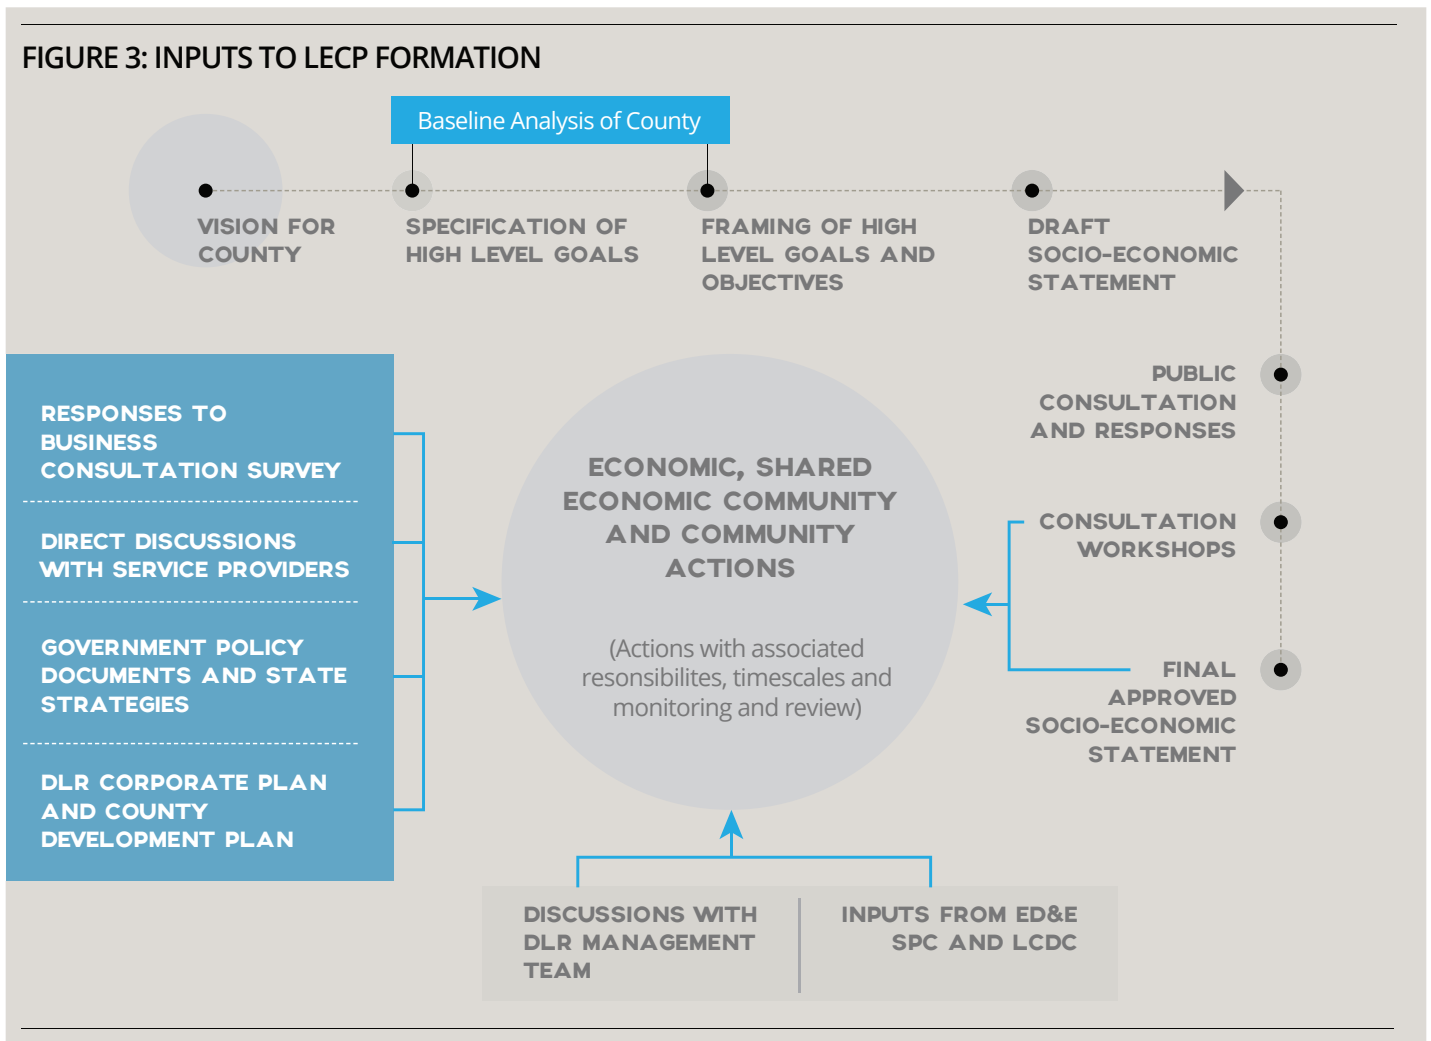 FIGURE 3: INPUTS TO LECP FORMATION
Baseline Analysis of County
VISION FOR
COUNTY
SPECIFICATION OF
HIGH LEVEL GOALS
FRAMING OF HIGH
LEVEL GOALS AND
OBJECTIVES
DRAFT
SOCIO-ECONOMIC
STATEMENT
PUBLIC
CONSULTATION
AND RESPONSES
CONSULTATION
WORKSHOPS
FINAL
APPROVED
SOCIO-ECONOMIC
STATEMENT
RESPONSES TO
BUSINESS
CONSULTATION SURVEY
DIRECT DISCUSSIONS
WITH SERVICE PROVIDERS
GOVERNMENT POLICY
DOCUMENTS AND STATE
STRATEGIES
DLR CORPORATE PLAN
AND COUNTY
DEVELOPMENT PLAN
ECONOMIC, SHARED
ECONOMIC COMMUNITY
AND COMMUNITY
ACTIONS
(Actions with associated
resonsibilites, timescales and
monitoring and review)
DISCUSSIONS WITH
DLR MANAGEMENT
TEAM
INPUTS FROM ED&E
SPC AND LCDC